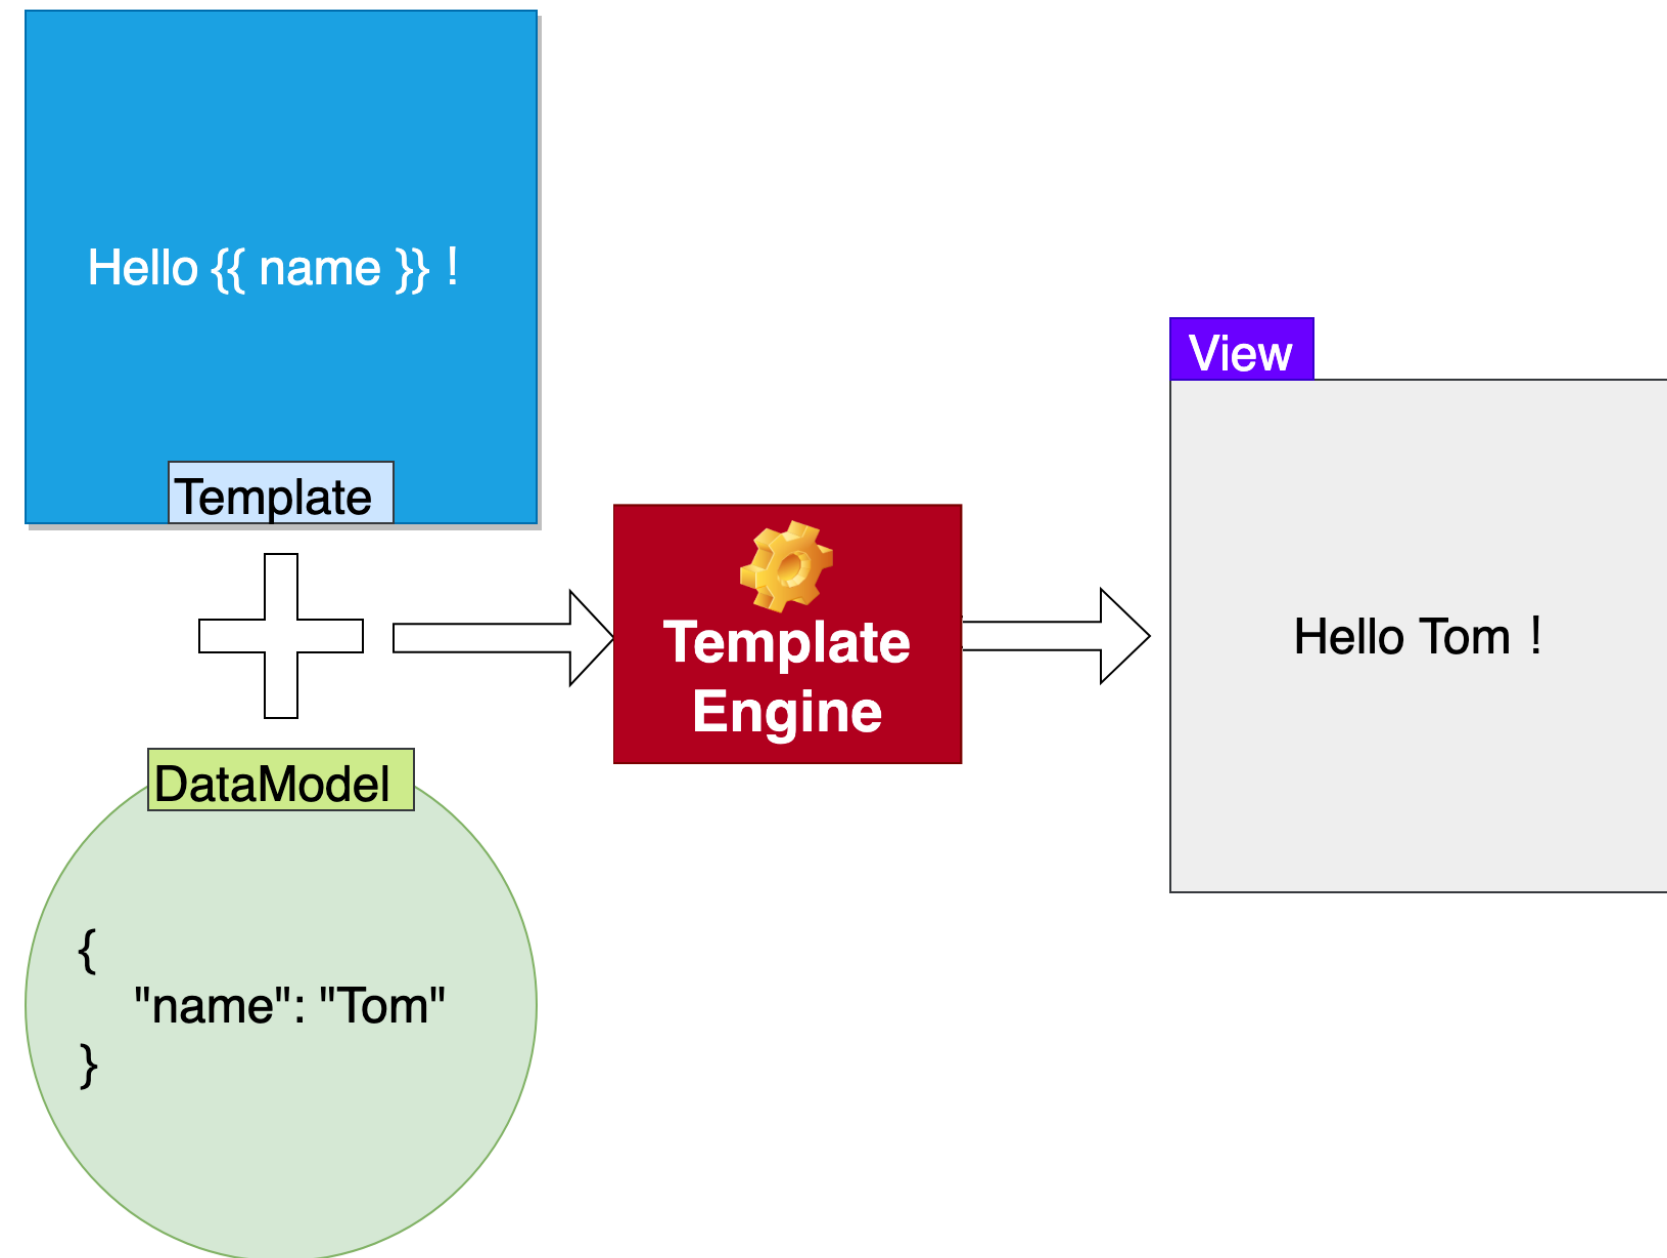 Hello {{ name }} !
Template
DataModel
{
"name": "Tom"
}
Template
Engine
View
Hello Tom !